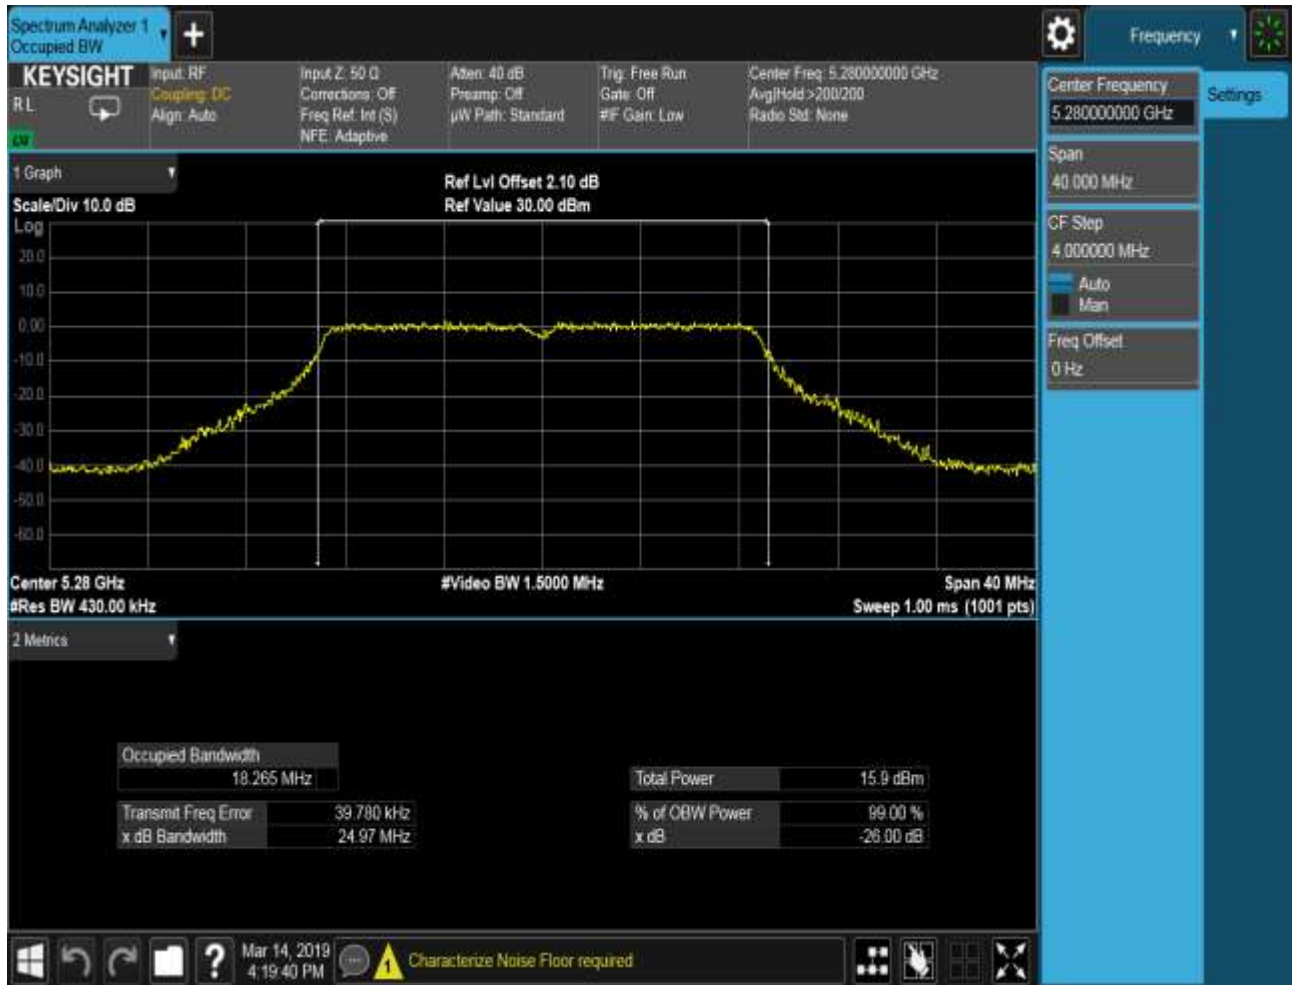 Spectrum Analyzer 1
Occupied BW
Frequency
KEYSIGHT
R L
Input: RF
Coupling: DC
Align: Auto
Input Z: 50 Ω
Corrections: Off
Freq Ref: Int (S)
NFE: Adaptive
Atten: 40 dB
Preamp: Off
µW Path: Standard
Trig: Free Run
Gate: Off
#IF Gain: Low
Center Freq: 5.280000000 GHz
Avg|Hold:>200/200
Radio Std: None
Center Frequency
5.280000000 GHz
Settings
Span
40.000 MHz
CF Step
4.000000 MHz
Auto
Man
Freq Offset
0 Hz
1 Graph
Scale/Div 10.0 dB
Ref Lvl Offset 2.10 dB
Ref Value 30.00 dBm
Log
20.0
10.0
0.00
-10.0
-20.0
-30.0
-40.0
-50.0
-60.0
Center 5.28 GHz
#Video BW 1.5000 MHz
Span 40 MHz
#Res BW 430.00 kHz
Sweep 1.00 ms (1001 pts)
2 Metrics
Occupied Bandwidth
18.265 MHz
Total Power 15.9 dBm
Transmit Freq Error 39.780 kHz
% of OBW Power 99.00 %
x dB Bandwidth 24.97 MHz
x dB -26.00 dB
?
Mar 14, 2019
4:19:40 PM
1
Characterize Noise Floor required